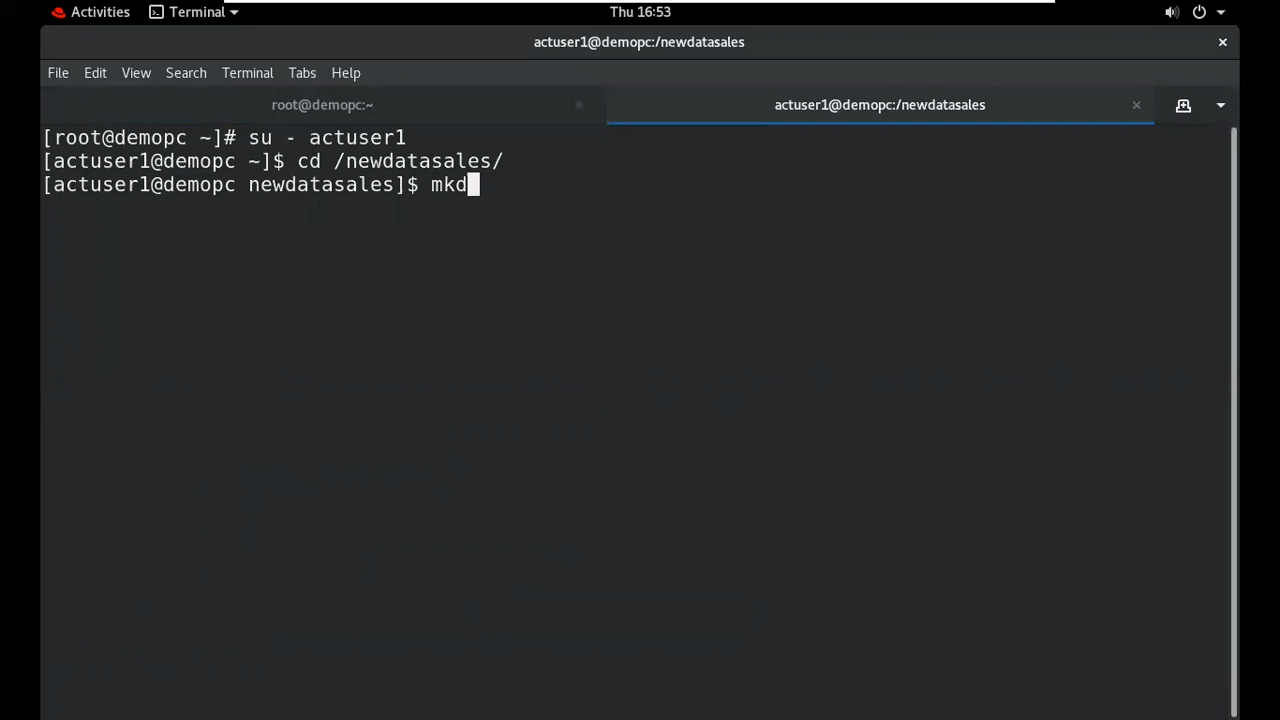 Activities Terminal Thu 16:53
actuser1@demopc:/newdatasales ×
File Edit View Search Terminal Tabs Help
root@demopc:~ actuser1@demopc:/newdatasales ×
[root@demopc ~]# su - actuser1
[actuser1@demopc ~]$ cd /newdatasales/
[actuser1@demopc newdatasales]$ mkd